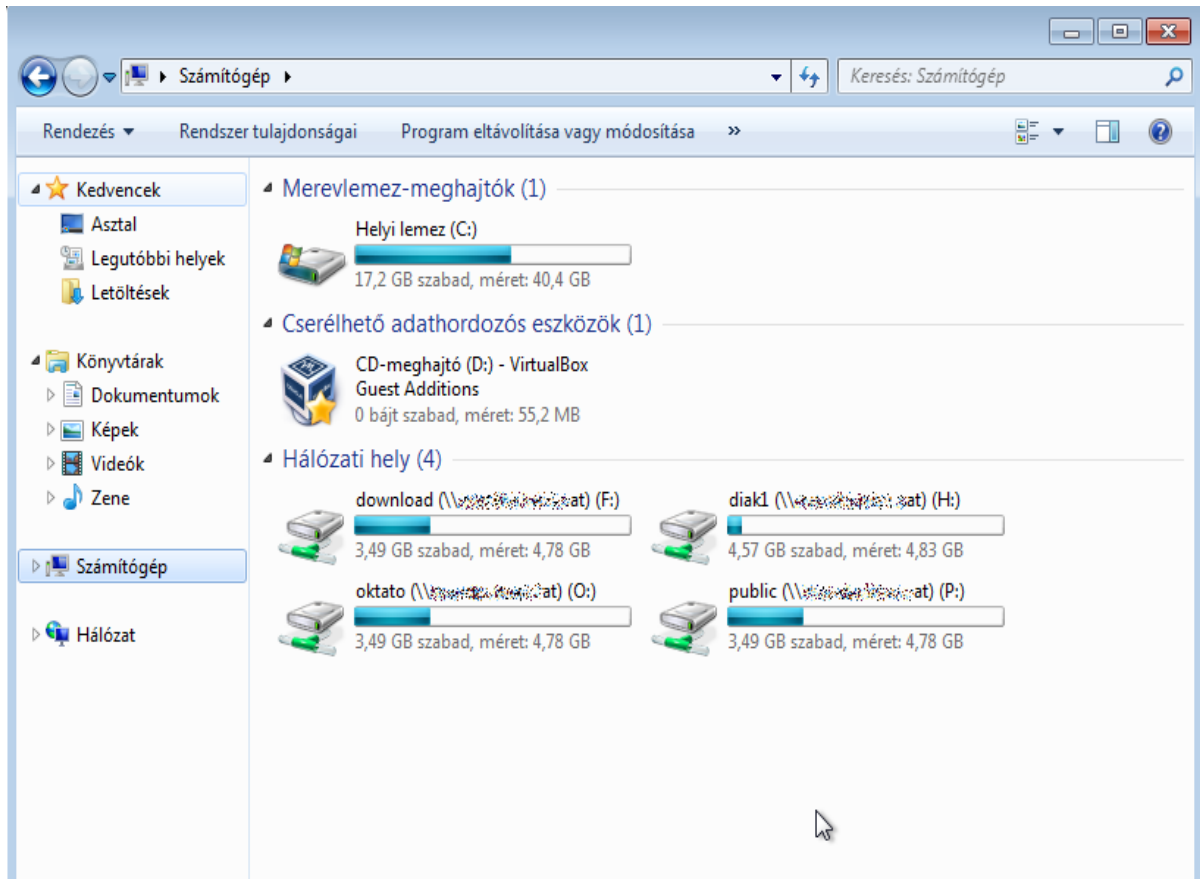 Számítógép
Keresés: Számítógép
Rendezés Rendszer tulajdonságai Program eltávolítása vagy módosítása »
Kedvencek
Asztal
Legutóbbi helyek
Letöltések
Könyvtárak
Dokumentumok
Képek
Videók
Zene
Számítógép
Hálózat
Merevlemez-meghajtók (1)
Helyi lemez (C:)
17,2 GB szabad, méret: 40,4 GB
Cserélhető adathordozós eszközök (1)
CD-meghajtó (D:) - VirtualBox
Guest Additions
0 bájt szabad, méret: 55,2 MB
Hálózati hely (4)
download (\\ at) (F:)
3,49 GB szabad, méret: 4,78 GB
diak1 (\\ at) (H:)
4,57 GB szabad, méret: 4,83 GB
oktato (\\ at) (O:)
3,49 GB szabad, méret: 4,78 GB
public (\\ at) (P:)
3,49 GB szabad, méret: 4,78 GB